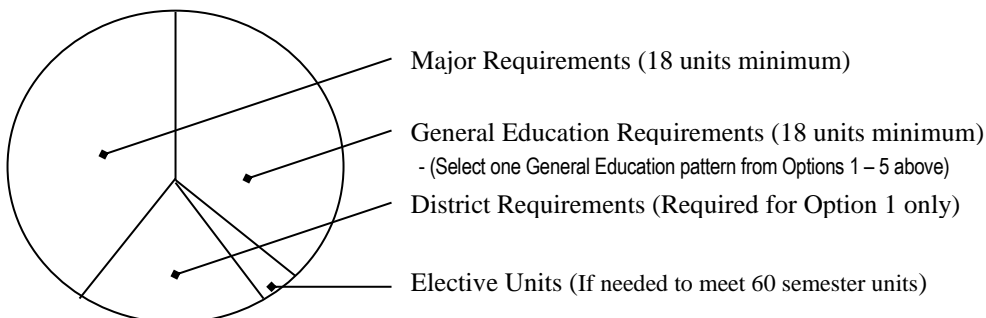 Major Requirements (18 units minimum)
General Education Requirements (18 units minimum)
- (Select one General Education pattern from Options 1 – 5 above)
District Requirements (Required for Option 1 only)
Elective Units (If needed to meet 60 semester units)